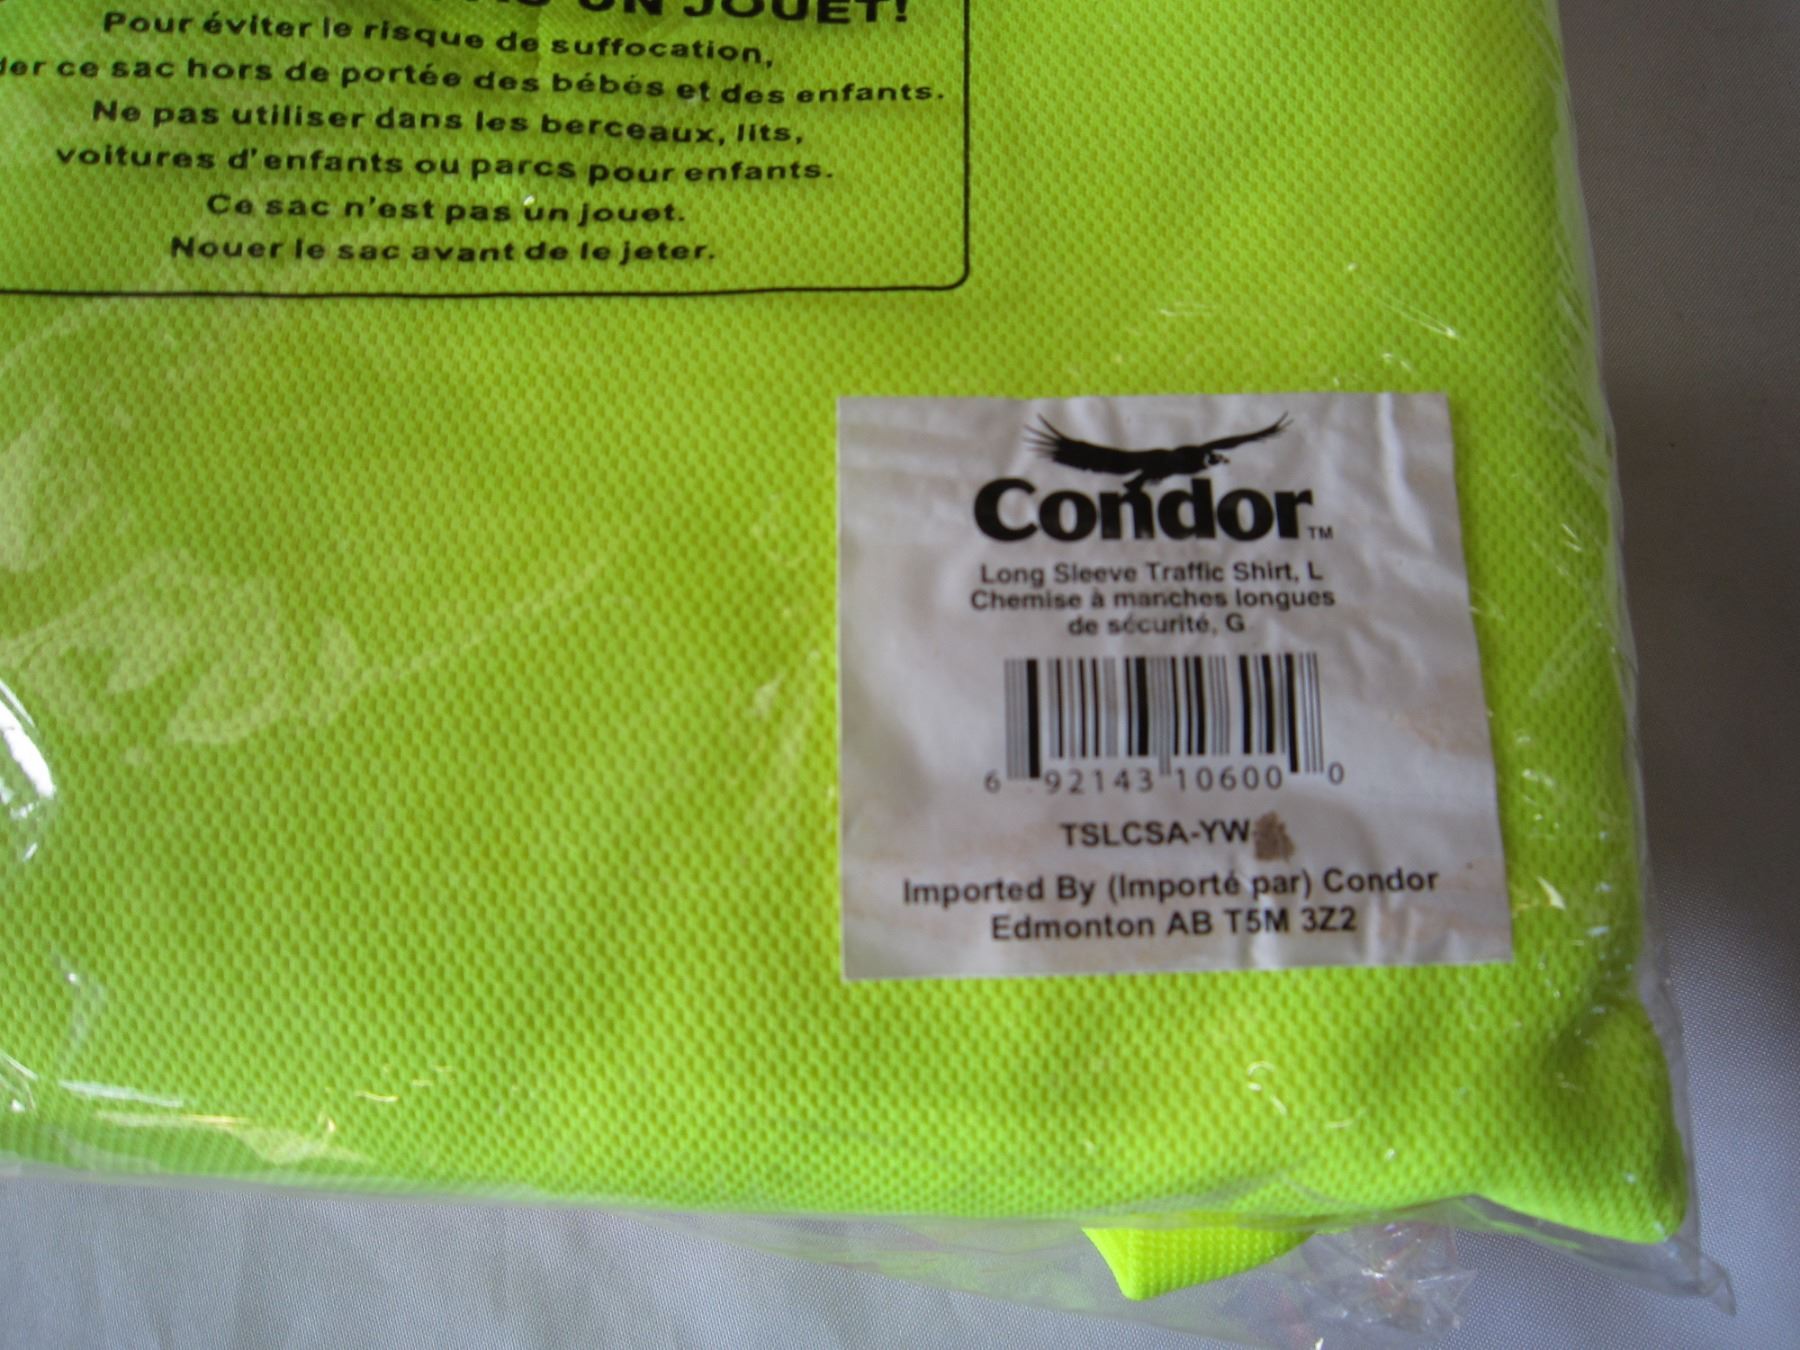 UN JOUET!
Pour éviter le risque de suffocation,
ce sac hors de portée des bébés et des enfants.
Ne pas utiliser dans les berceaux, lits,
voitures d'enfants ou parcs pour enfants.
Ce sac n'est pas un jouet.
Nouer le sac avant de le jeter.
Condor™
Long Sleeve Traffic Shirt, L
Chemise à manches longues
de sécurité, G
6 92143 10600 0
TSLCSA-YW
Imported By (Importé par) Condor
Edmonton AB T5M 3Z2